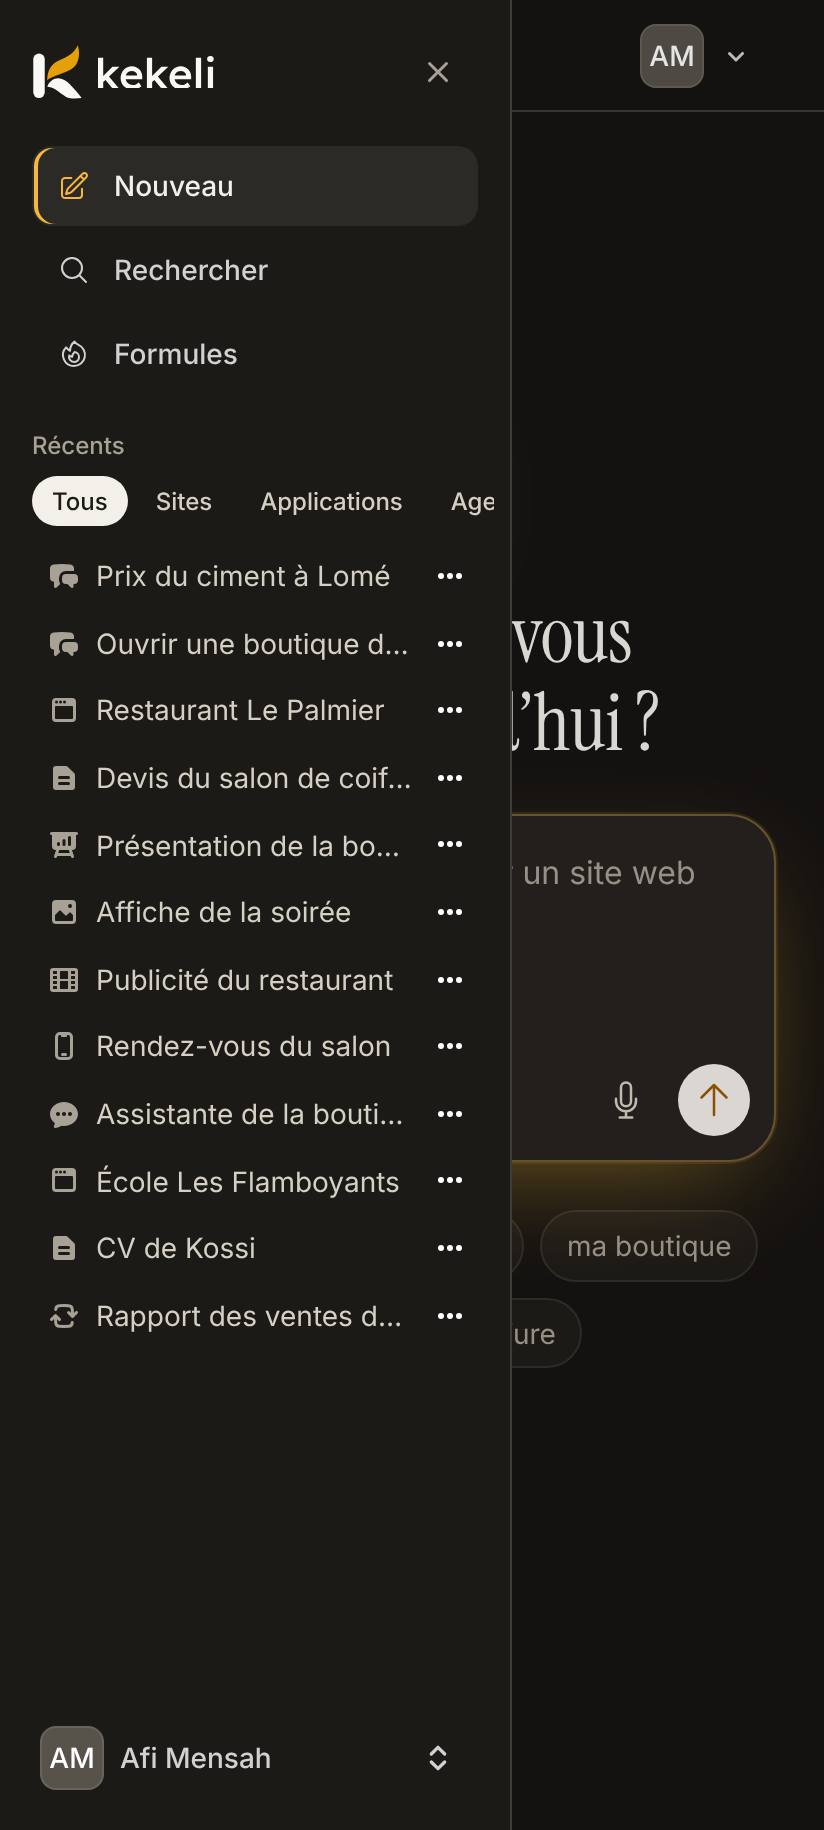 kekeli
AM
Nouveau
Rechercher
Formules
Récents
Tous
Sites
Applications
Age
Prix du ciment à Lomé
Ouvrir une boutique d...
Restaurant Le Palmier
Devis du salon de coif...
Présentation de la bo...
Affiche de la soirée
Publicité du restaurant
Rendez-vous du salon
Assistante de la bouti...
École Les Flamboyants
CV de Kossi
Rapport des ventes d...
vous
l’hui ?
un site web
ma boutique
ure
AM
Afi Mensah